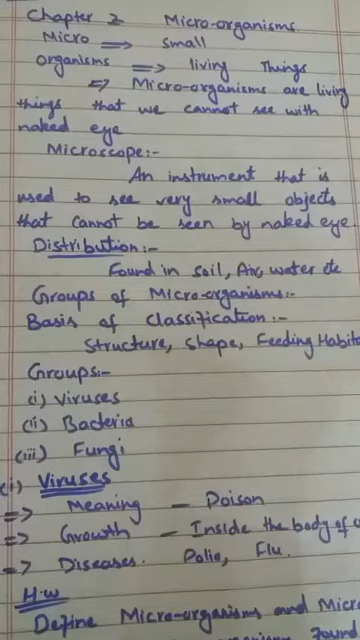 Chapter 2 Micro-organisms.
Micro ⇒ small
organisms ⇒ living Things
⇒ Micro-organisms are living
things that we cannot see with
naked eye
Microscope:-
An instrument that is
used to see very small objects
that cannot be seen by naked eye.
Distribution:-
Found in soil, Air, water etc
Groups of Micro-organisms:-
Basis of Classification:-
Structure, Shape, Feeding Habits
Groups:-
(i) Viruses
(ii) Bacteria
(iii) Fungi
(i) Viruses
⇒ Meaning - Poison
⇒ Growth - Inside the body of
⇒ Diseases. Polio, Flu.
H.W
Define Micro-organisms and Micro
found